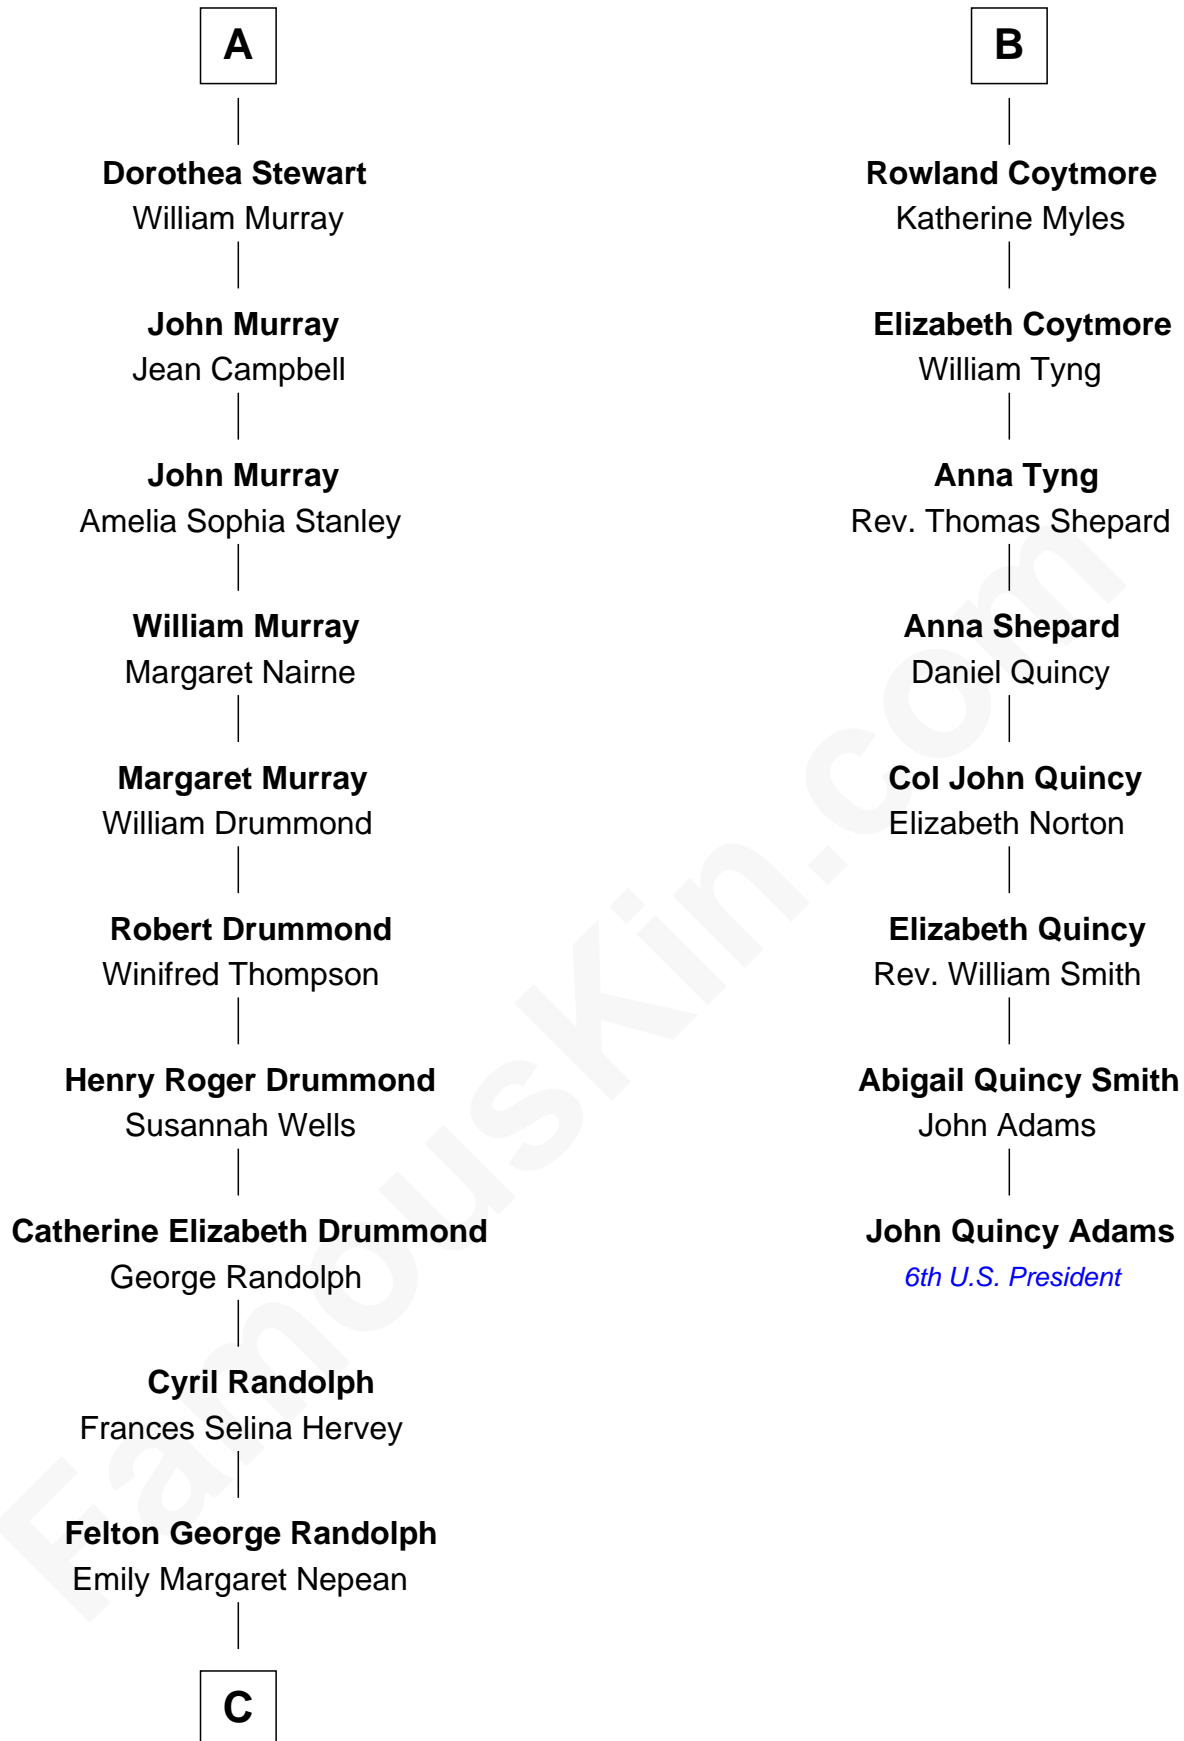 A
Dorothea Stewart
William Murray
John Murray
Jean Campbell
John Murray
Amelia Sophia Stanley
William Murray
Margaret Nairne
Margaret Murray
William Drummond
Robert Drummond
Winifred Thompson
Henry Roger Drummond
Susannah Wells
Catherine Elizabeth Drummond
George Randolph
Cyril Randolph
Frances Selina Hervey
Felton George Randolph
Emily Margaret Nepean
C
B
Rowland Coytmore
Katherine Myles
Elizabeth Coytmore
William Tyng
Anna Tyng
Rev. Thomas Shepard
Anna Shepard
Daniel Quincy
Col John Quincy
Elizabeth Norton
Elizabeth Quincy
Rev. William Smith
Abigail Quincy Smith
John Adams
John Quincy Adams
6th U.S. President
FamousKin.com